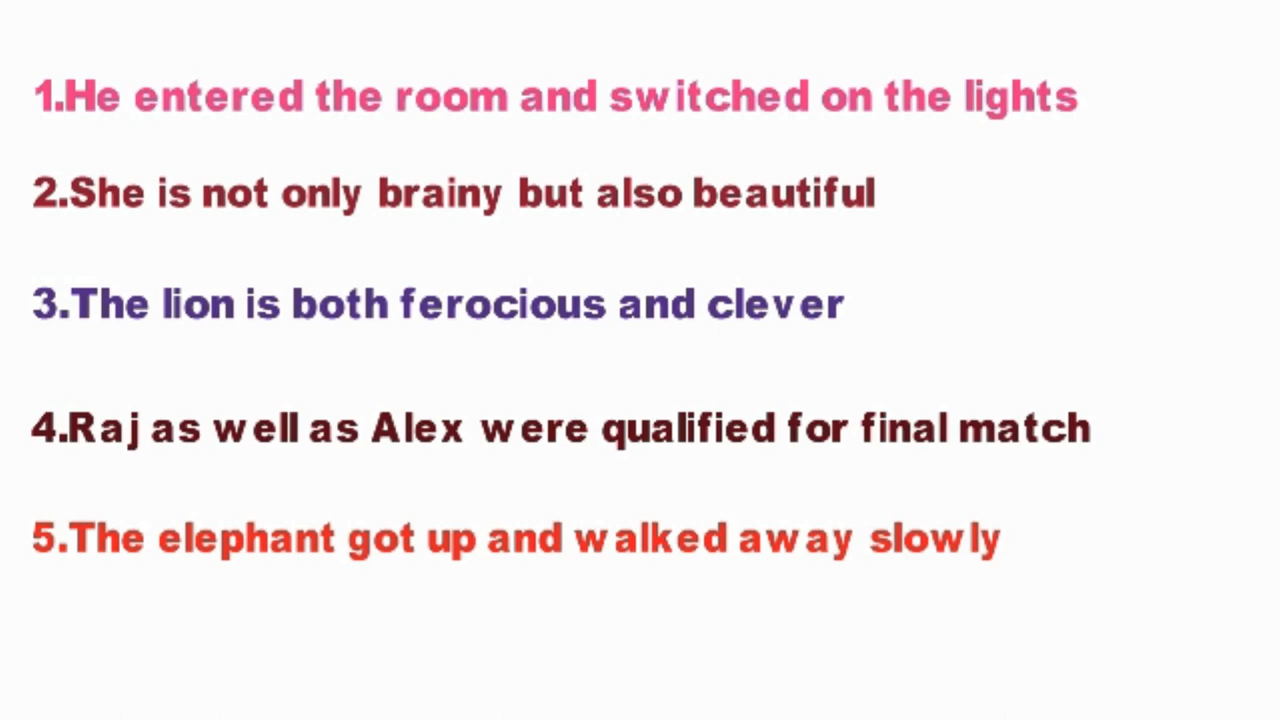 1.He entered the room and switched on the lights
2.She is not only brainy but also beautiful
3.The lion is both ferocious and clever
4.Raj as well as Alex were qualified for final match
5.The elephant got up and walked away slowly